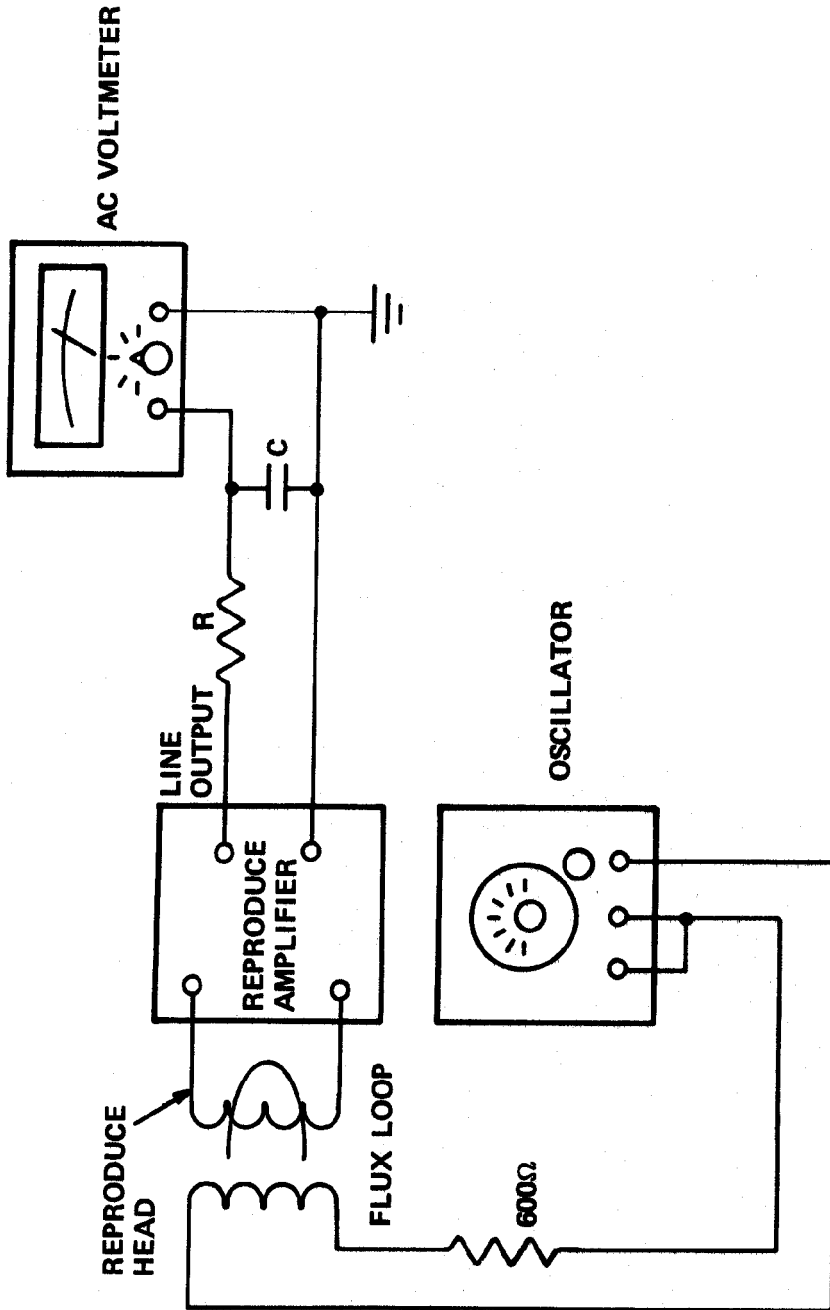 AC VOLTMETER
C
R
LINE
OUTPUT
REPRODUCE
AMPLIFIER
REPRODUCE
HEAD
FLUX LOOP
OSCILLATOR
600Ω